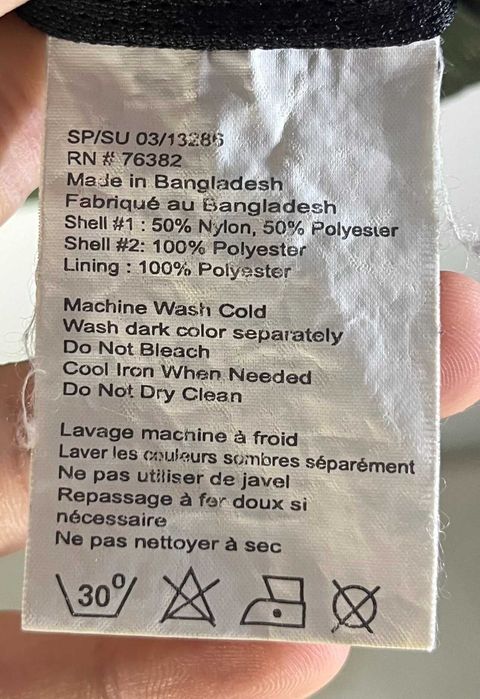 SP/SU 03/13286
RN # 76382
Made in Bangladesh
Fabriqué au Bangladesh
Shell #1 : 50% Nylon, 50% Polyester
Shell #2: 100% Polyester
Lining : 100% Polyester
Machine Wash Cold
Wash dark color separately
Do Not Bleach
Cool Iron When Needed
Do Not Dry Clean
Lavage machine à froid
Laver les couleurs sombres séparément
Ne pas utiliser de javel
Repassage à fer doux si
nécessaire
Ne pas nettoyer à sec
30°